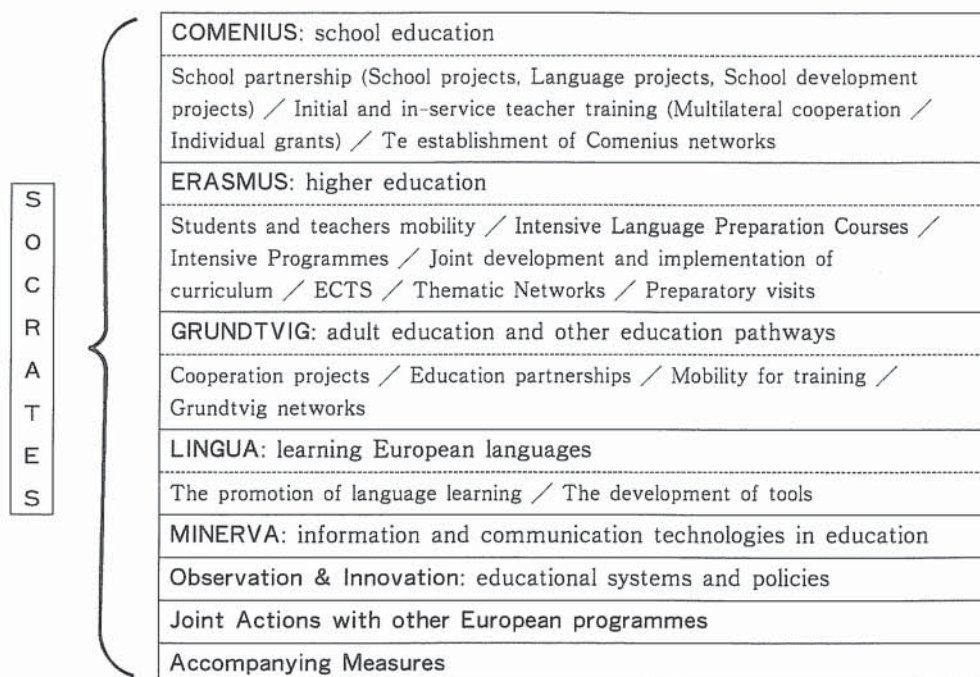 SOCRATES
COMENIUS: school education
School partnership (School projects, Language projects, School development
projects) / Initial and in-service teacher training (Multilateral cooperation /
Individual grants) / Te establishment of Comenius networks
ERASMUS: higher education
Students and teachers mobility / Intensive Language Preparation Courses /
Intensive Programmes / Joint development and implementation of
curriculum / ECTS / Thematic Networks / Preparatory visits
GRUNDTVIG: adult education and other education pathways
Cooperation projects / Education partnerships / Mobility for training /
Grundtvig networks
LINGUA: learning European languages
The promotion of language learning / The development of tools
MINERVA: information and communication technologies in education
Observation & Innovation: educational systems and policies
Joint Actions with other European programmes
Accompanying Measures